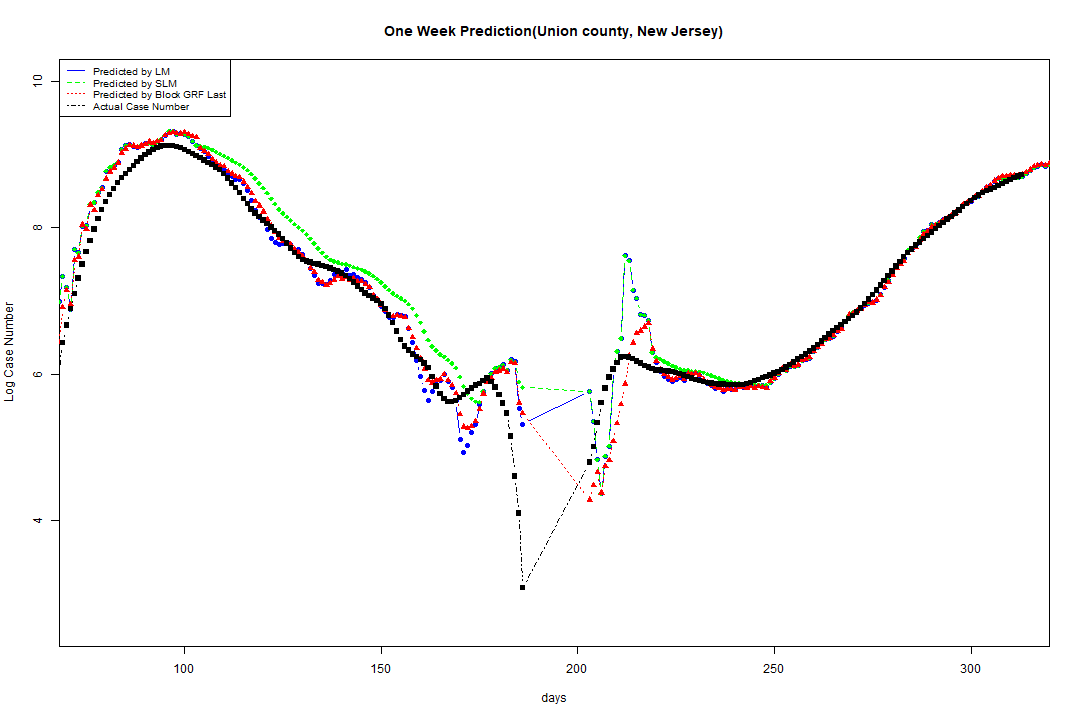 One Week Prediction(Union county, New Jersey)
Predicted by LM
Predicted by SLM
Predicted by Block GRF Last
Actual Case Number
10
8
6
4
Log Case Number
100 150 200 250 300
days